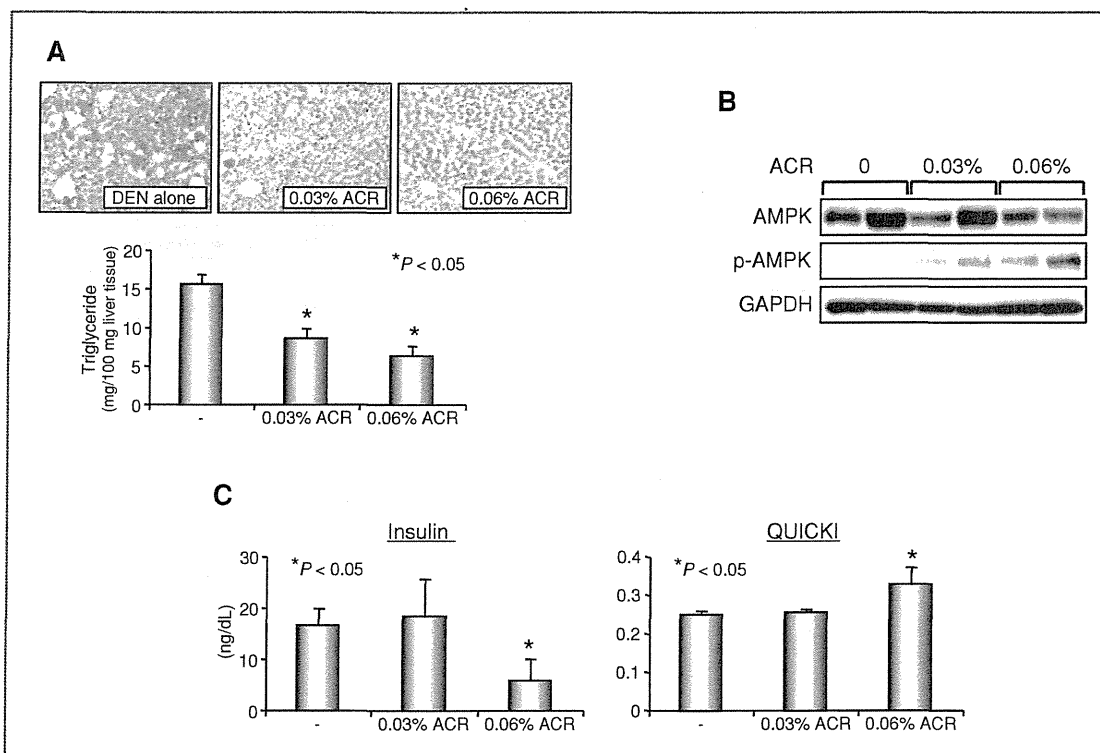 A
DEN alone
0.03% ACR
0.06% ACR
Triglyceride
(mg/100 mg liver tissue)
20
15
10
5
0
*P < 0.05
*
*
-
0.03% ACR
0.06% ACR
B
ACR 0 0.03% 0.06%
AMPK
p-AMPK
GAPDH
C
Insulin
(ng/dL)
30
20
10
0
*P < 0.05
*
-
0.03% ACR
0.06% ACR
QUICKI
0.4
0.3
0.2
0.1
0
*P < 0.05
*
-
0.03% ACR
0.06% ACR